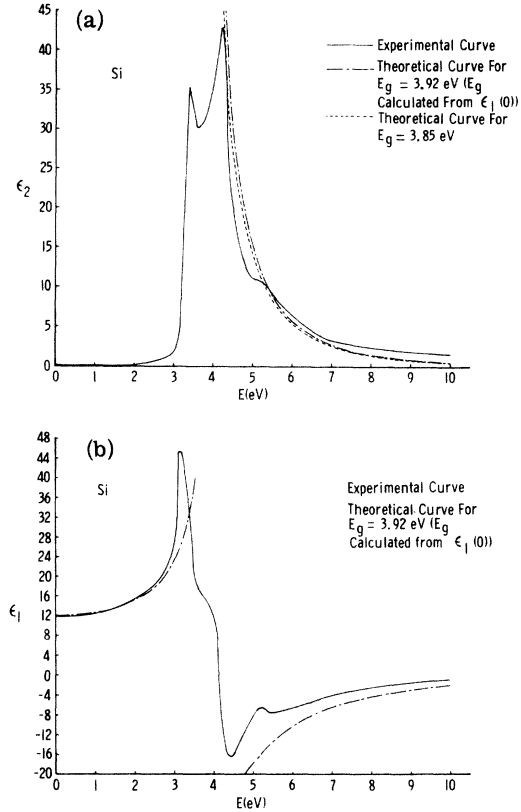 (a)
45
40
35
30
25
20
15
10
5
0
ϵ2
Si
Experimental Curve
Theoretical Curve For
Eg = 3.92 eV (Eg
Calculated From ϵ1(0))
Theoretical Curve For
Eg = 3.85 eV
0 1 2 3 4 5 6 7 8 9 10
E(eV)
(b)
48
44
40
36
32
28
24
20
16
12
8
4
0
-4
-8
-12
-16
-20
ϵ1
Si
Experimental Curve
Theoretical Curve For
Eg = 3.92 eV (Eg
Calculated from ϵ1(0))
0 1 2 3 4 5 6 7 8 9 10
E(eV)